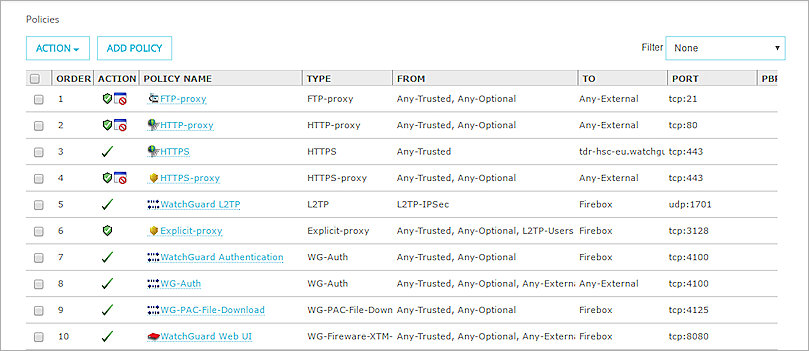 Policies
ACTION ADD POLICY Filter None
ORDER ACTION POLICY NAME TYPE FROM TO PORT PBR
1 FTP-proxy FTP-proxy Any-Trusted, Any-Optional Any-External tcp:21
2 HTTP-proxy HTTP-proxy Any-Trusted, Any-Optional Any-External tcp:80
3 HTTPS HTTPS Any-Trusted tdr-hsc-eu.watchgu tcp:443
4 HTTPS-proxy HTTPS-proxy Any-Trusted, Any-Optional Any-External tcp:443
5 WatchGuard L2TP L2TP L2TP-IPSec Firebox udp:1701
6 Explicit-proxy Explicit-proxy Any-Trusted, Any-Optional, L2TP-Users Firebox tcp:3128
7 WatchGuard Authentication WG-Auth Any-Trusted, Any-Optional Firebox tcp:4100
8 WG-Auth WG-Auth Any-Trusted, Any-Optional, Any-Externa Any-External tcp:4100
9 WG-PAC-File-Download WG-PAC-File-Down Any-Trusted, Any-Optional Firebox tcp:4125
10 WatchGuard Web UI WG-Fireware-XTM- Any-Trusted, Any-Optional, Any-Externa Firebox tcp:8080